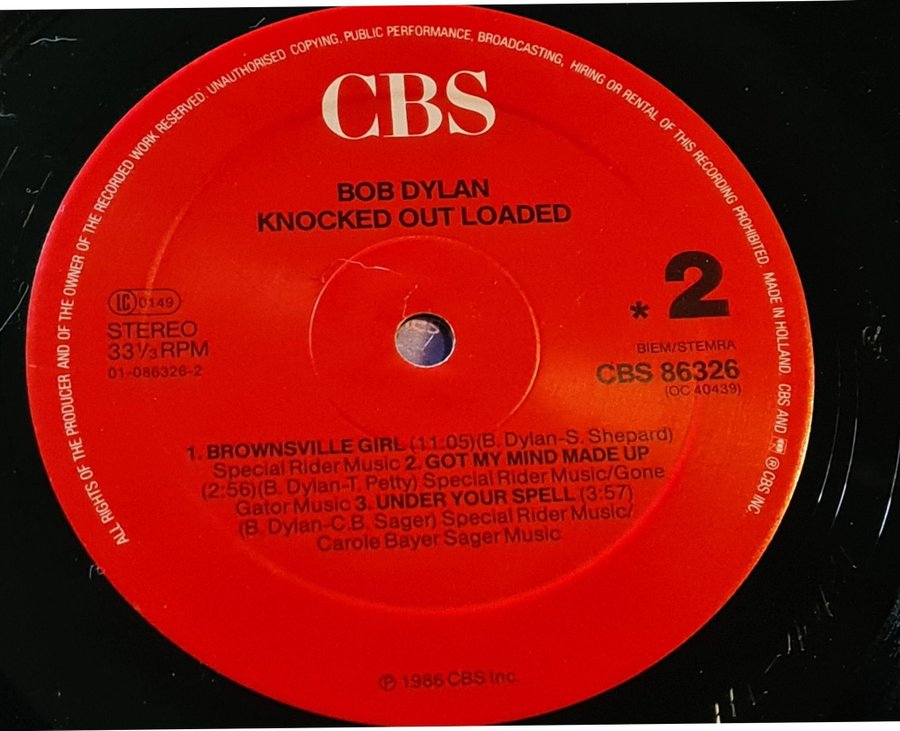 ALL RIGHTS OF THE PRODUCER AND OF THE OWNER OF THE RECORDED WORK RESERVED. UNAUTHORISED COPYING, PUBLIC PERFORMANCE, BROADCASTING, HIRING OR RENTAL OF THIS RECORDING PROHIBITED. MADE IN HOLLAND. CBS AND ® CBS INC.
CBS
BOB DYLAN
KNOCKED OUT LOADED
LC 0149
STEREO
33⅓ RPM
01-086326-2
* 2
BIEM/STEMRA
CBS 86326
(OC 40439)
1. BROWNSVILLE GIRL (11:05)(B. Dylan-S. Shepard)
Special Rider Music 2. GOT MY MIND MADE UP
(2:56)(B. Dylan-T. Petty) Special Rider Music/Gone
Gator Music 3. UNDER YOUR SPELL (3:57)
(B. Dylan-C.B. Sager) Special Rider Music/
Carole Bayer Sager Music
℗ 1986 CBS Inc.